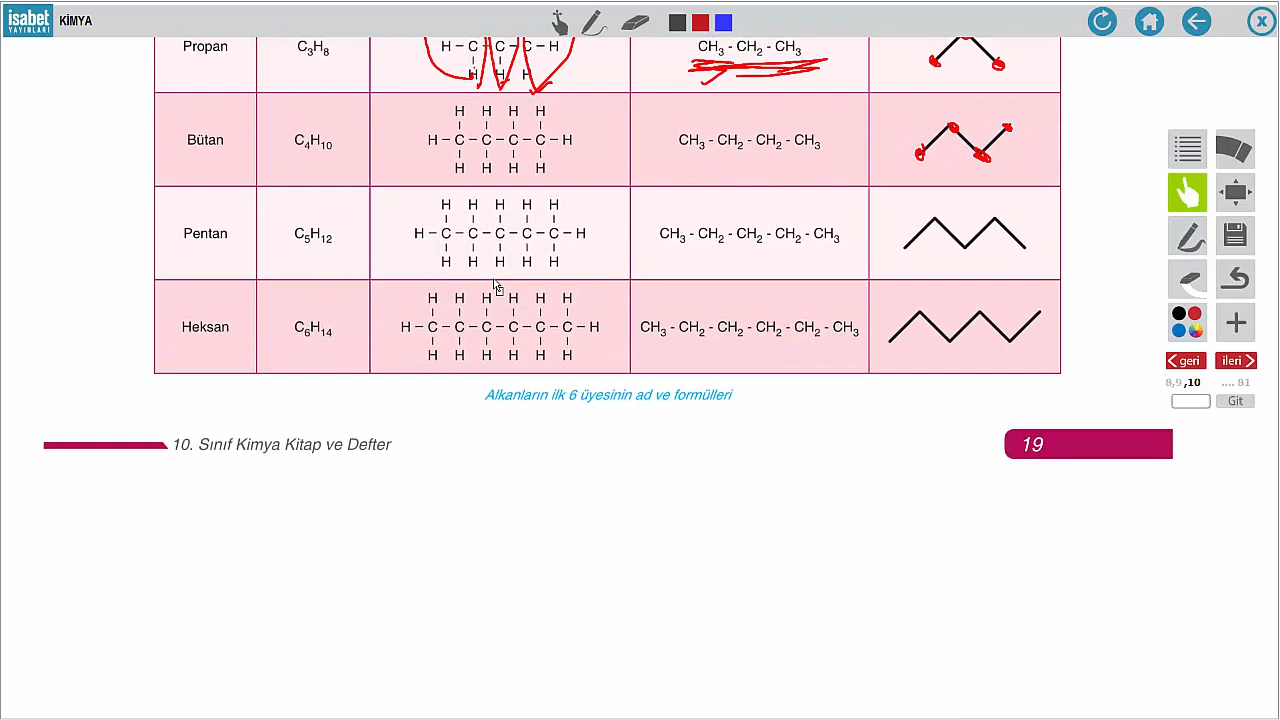 isabet
YAYINLARI
KİMYA
Propan C₃H₈ H - C - C - C - H CH₃ - CH₂ - CH₃
H H H
H H H H
Bütan C₄H₁₀ H - C - C - C - C - H CH₃ - CH₂ - CH₂ - CH₃
H H H H
H H H H H
Pentan C₅H₁₂ H - C - C - C - C - C - H CH₃ - CH₂ - CH₂ - CH₂ - CH₃
H H H H H
H H H H H H
Heksan C₆H₁₄ H - C - C - C - C - C - C - H CH₃ - CH₂ - CH₂ - CH₂ - CH₂ - CH₃
H H H H H H
Alkanların ilk 6 üyesinin ad ve formülleri
10. Sınıf Kimya Kitap ve Defter
19
geri ileri
8,9,10 .... 81
Git